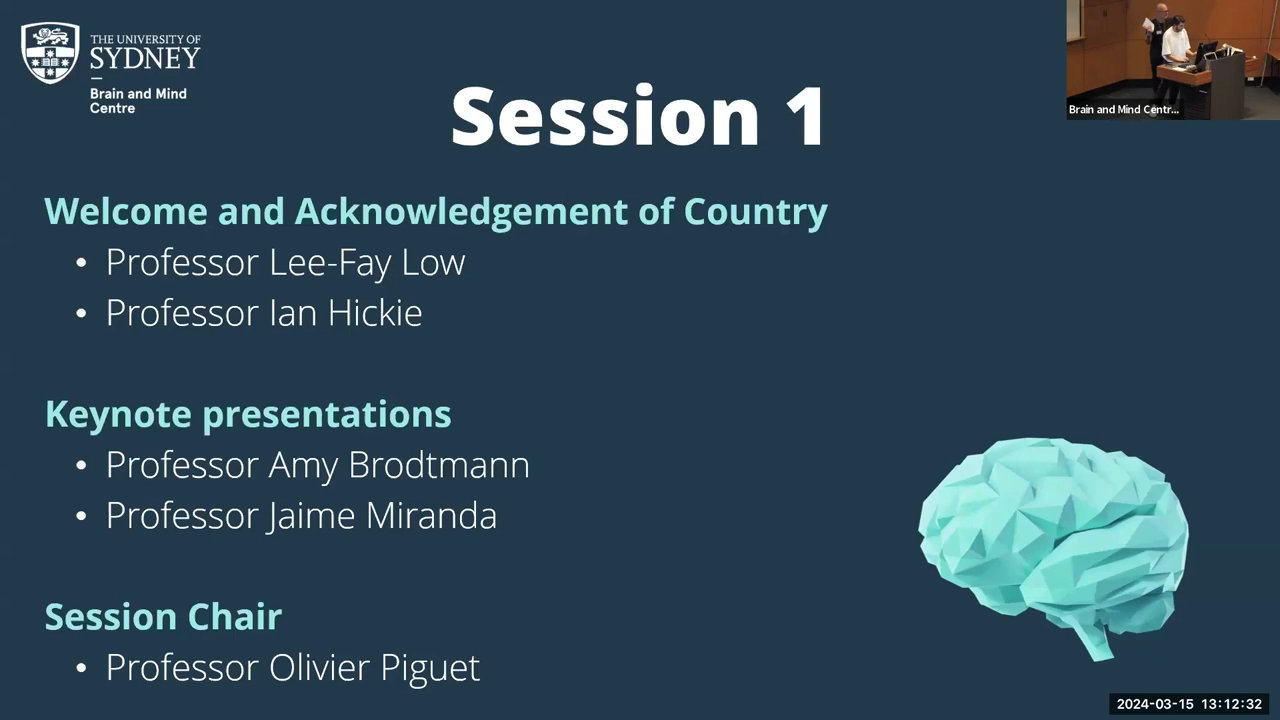 THE UNIVERSITY OF
SYDNEY
Brain and Mind
Centre
Session 1
Brain and Mind Centr...
Welcome and Acknowledgement of Country
• Professor Lee-Fay Low
• Professor Ian Hickie
Keynote presentations
• Professor Amy Brodtmann
• Professor Jaime Miranda
Session Chair
• Professor Olivier Piguet
2024-03-15 13:12:32